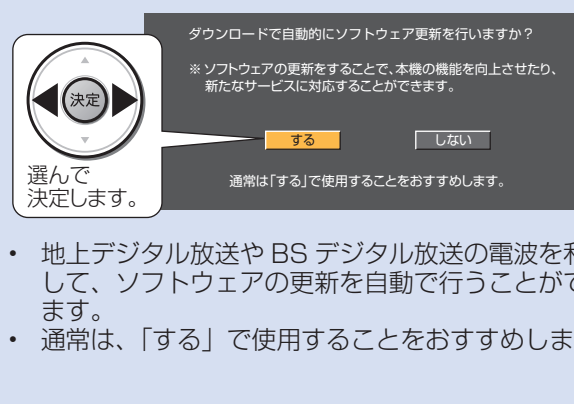 ダウンロードで自動的にソフトウェア更新を行いますか？
※ ソフトウェアの更新をすることで、本機の機能を向上させたり、
新たなサービスに対応することができます。
決定
する
しない
選んで
決定します。
通常は「する」で使用することをおすすめします。
• 地上デジタル放送や BS デジタル放送の電波を
して、ソフトウェアの更新を自動で行うことが
ます。
• 通常は、「する」で使用することをおすすめしま